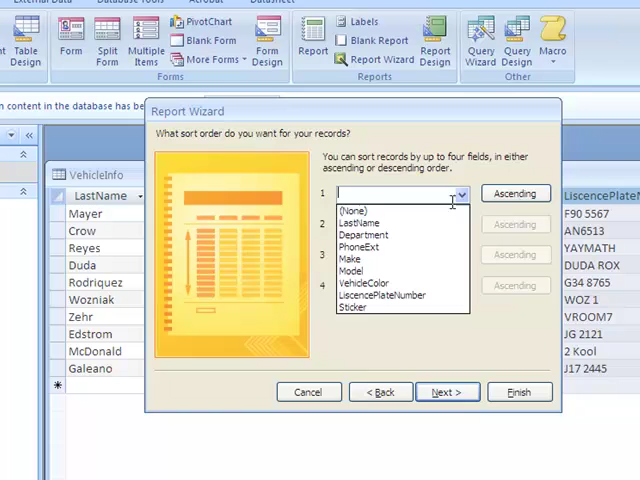 External Data Database Tools Acrobat Datasheet
Table Design
Form
Split Form
Multiple Items
PivotChart
Blank Form
More Forms
Form Design
Forms
Report
Labels
Blank Report
Report Wizard
Report Design
Reports
Query Wizard
Query Design
Macro
Other
n content in the database has be
Report Wizard
What sort order do you want for your records?
You can sort records by up to four fields, in either
ascending or descending order.
1 Ascending
(None)
LastName
Department
PhoneExt
Make
Model
VehicleColor
LiscencePlateNumber
Sticker
2 Ascending
3 Ascending
4 Ascending
Cancel < Back Next > Finish
VehicleInfo
LastName
Mayer
Crow
Reyes
Duda
Rodriquez
Wozniak
Zehr
Edstrom
McDonald
Galeano
LiscencePlateN
F90 5567
AN6513
YAYMATH
DUDA ROX
G34 8765
WOZ 1
VROOM7
JG 2121
2 Kool
J17 2445